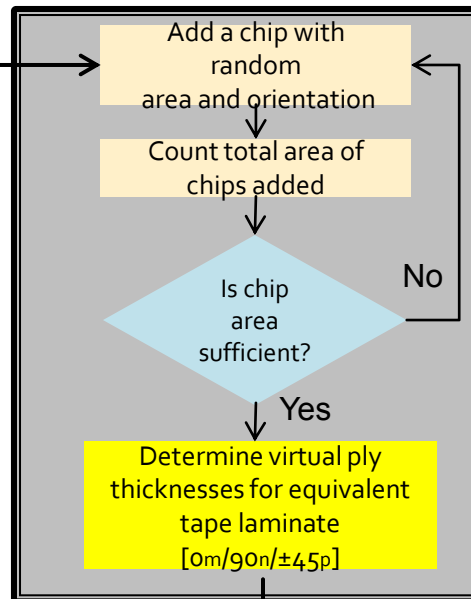 Add a chip with
random
area and orientation
Count total area of
chips added
Is chip
area
sufficient?
No
Yes
Determine virtual ply
thicknesses for equivalent
tape laminate
[0m/90n/±45p]